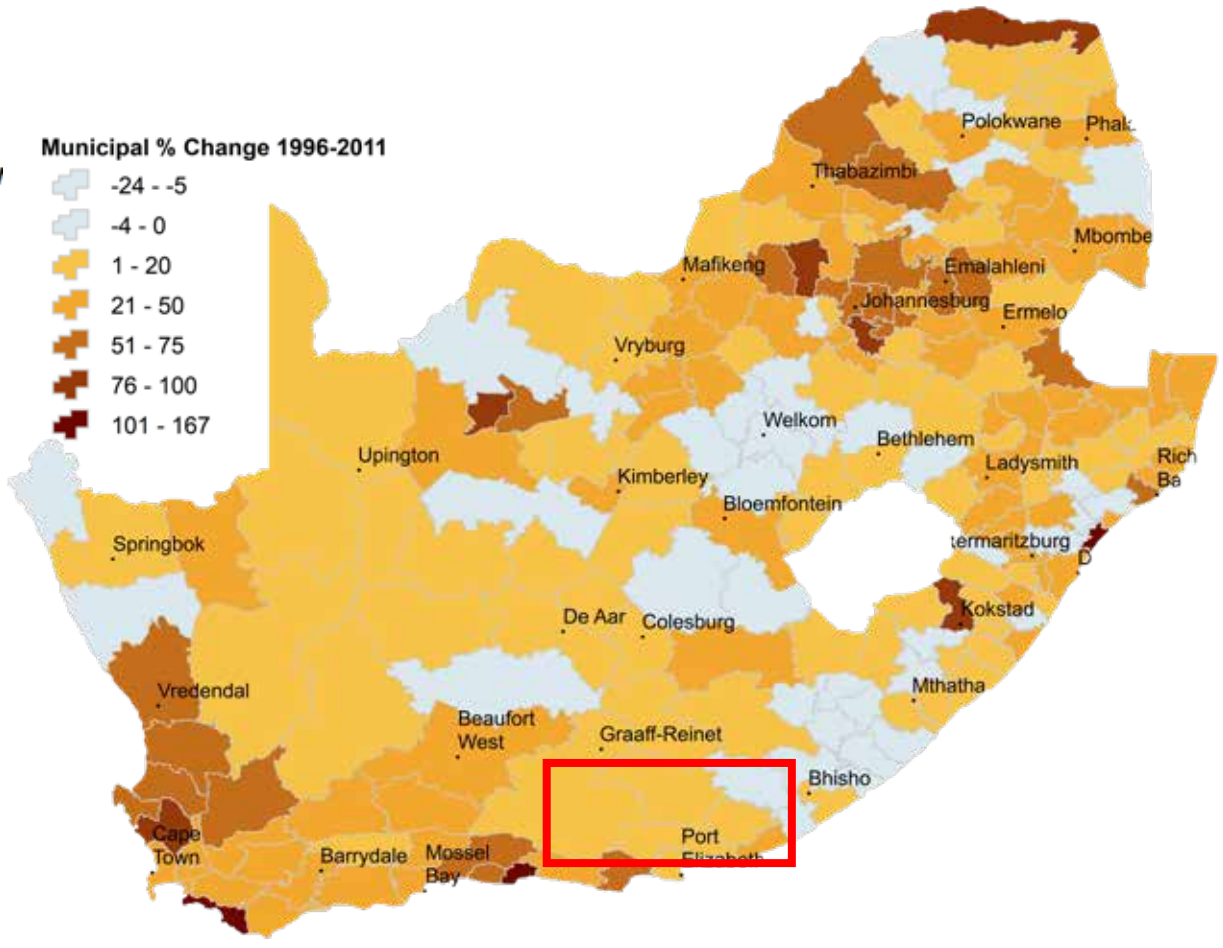 Municipal % Change 1996-2011
-24 - -5
-4 - 0
1 - 20
21 - 50
51 - 75
76 - 100
101 - 167
Polokwane
Thabazimbi
Mafikeng
Emalahleni
Johannesburg
Ermelo
Vryburg
Welkom
Bethlehem
Upington
Kimberley
Ladysmith
Rich
Ba
Bloemfontein
Springbok
termaritzburg
D
De Aar
Colesburg
Kokstad
Vredendal
Mthatha
Beaufort
West
Graaff-Reinet
Bhisho
Cape
Town
Barrydale
Mossel
Bay
Port